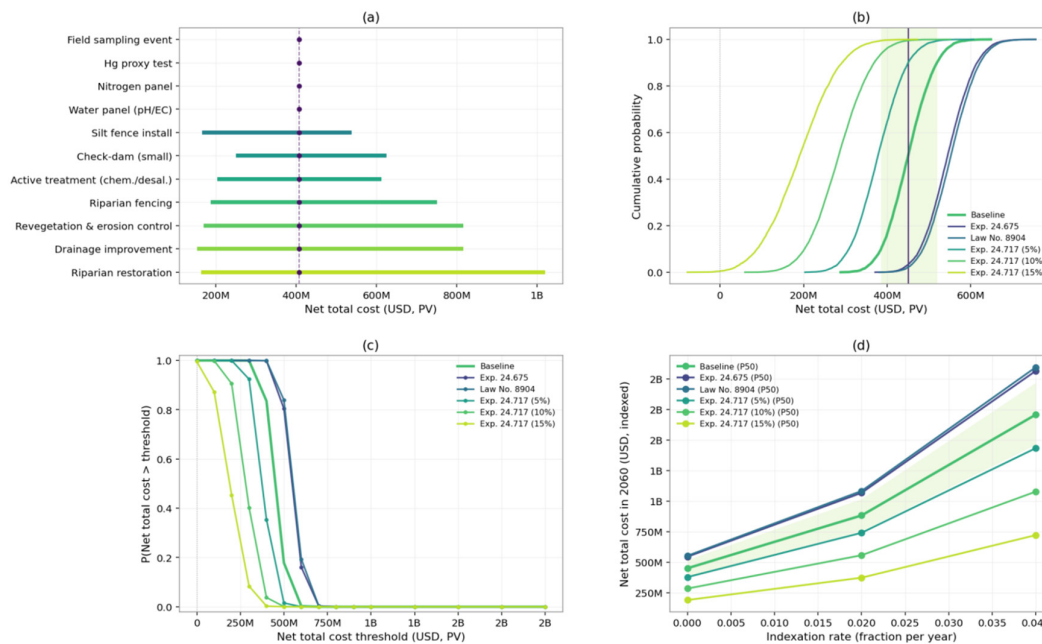 (a)
Field sampling event
Hg proxy test
Nitrogen panel
Water panel (pH/EC)
Silt fence install
Check-dam (small)
Active treatment (chem./desal.)
Riparian fencing
Revegetation & erosion control
Drainage improvement
Riparian restoration
200M 400M 600M 800M 1B
Net total cost (USD, PV)
(b)
Cumulative probability
1.0
0.8
0.6
0.4
0.2
0.0
Baseline
Exp. 24.675
Law No. 8904
Exp. 24.717 (5%)
Exp. 24.717 (10%)
Exp. 24.717 (15%)
0 200M 400M 600M
Net total cost (USD, PV)
(c)
P(Net total cost > threshold)
1.0
0.8
0.6
0.4
0.2
0.0
Baseline
Exp. 24.675
Law No. 8904
Exp. 24.717 (5%)
Exp. 24.717 (10%)
Exp. 24.717 (15%)
0 250M 500M 750M 1B 1B 2B 2B 2B
Net total cost threshold (USD, PV)
(d)
Net total cost in 2060 (USD, indexed)
2B
2B
2B
1B
1B
750M
500M
250M
Baseline (P50)
Exp. 24.675 (P50)
Law No. 8904 (P50)
Exp. 24.717 (5%) (P50)
Exp. 24.717 (10%) (P50)
Exp. 24.717 (15%) (P50)
0.000 0.005 0.010 0.015 0.020 0.025 0.030 0.035 0.04
Indexation rate (fraction per year)